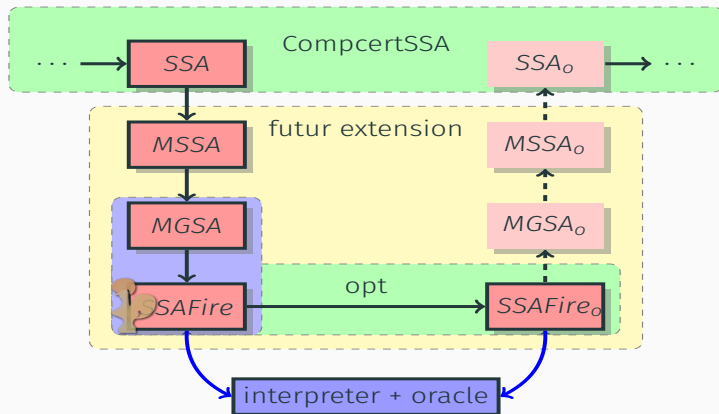 CompcertSSA
... SSA SSAₒ ...
futur extension
MSSA MSSAₒ
MGSA MGSAₒ
opt
SSAFire SSAFireₒ
interpreter + oracle